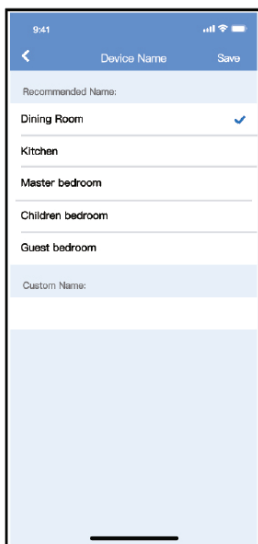 9:41
Device Name Save
Recommended Name:
Dining Room
Kitchen
Master bedroom
Children bedroom
Guest bedroom
Custom Name: